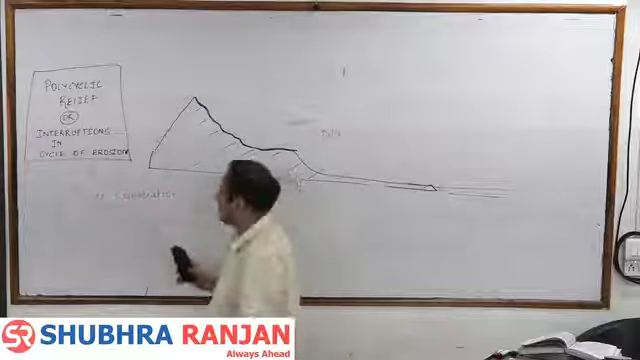 POLYCYCLIC
RELIEF
OR
INTERRUPTIONS
IN
CYCLE OF EROSION
SHUBHRA RANJAN
Always Ahead